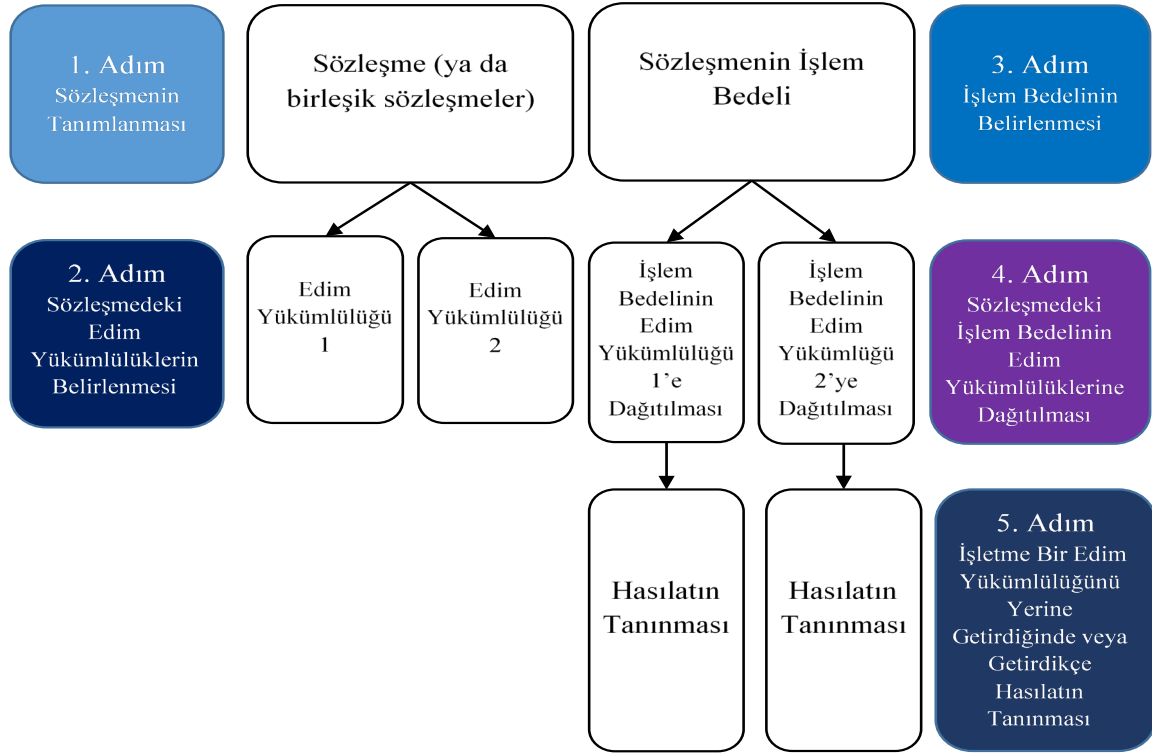 1. Adım
Sözleşmenin
Tanımlanması
Sözleşme (ya da
birleşik sözleşmeler)
Sözleşmenin İşlem
Bedeli
3. Adım
İşlem Bedelinin
Belirlenmesi
2. Adım
Sözleşmedeki
Edim
Yükümlülüklerin
Belirlenmesi
Edim
Yükümlülüğü
1
Edim
Yükümlülüğü
2
İşlem
Bedelinin
Edim
Yükümlülüğü
1’e
Dağıtılması
İşlem
Bedelinin
Edim
Yükümlüğü
2’ye
Dağıtılması
4. Adım
Sözleşmedeki
İşlem Bedelinin
Edim
Yükümlülüklerine
Dağıtılması
Hasılatın
Tanınması
Hasılatın
Tanınması
5. Adım
İşletme Bir Edim
Yükümlülüğünü
Yerine
Getirdiğinde veya
Getirdikçe
Hasılatın
Tanınması